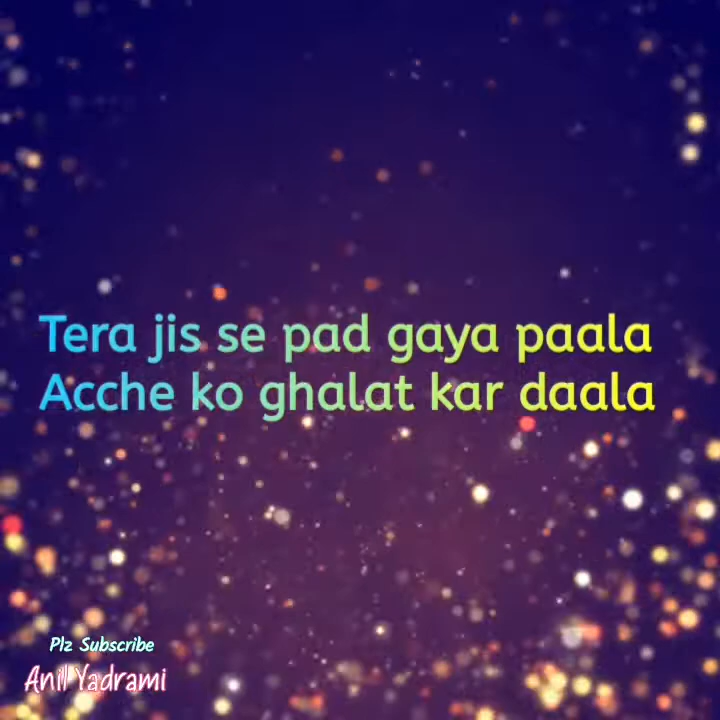 Tera jis se pad gaya paala
Acche ko ghalat kar daala
Plz Subscribe
Anil Yadrami